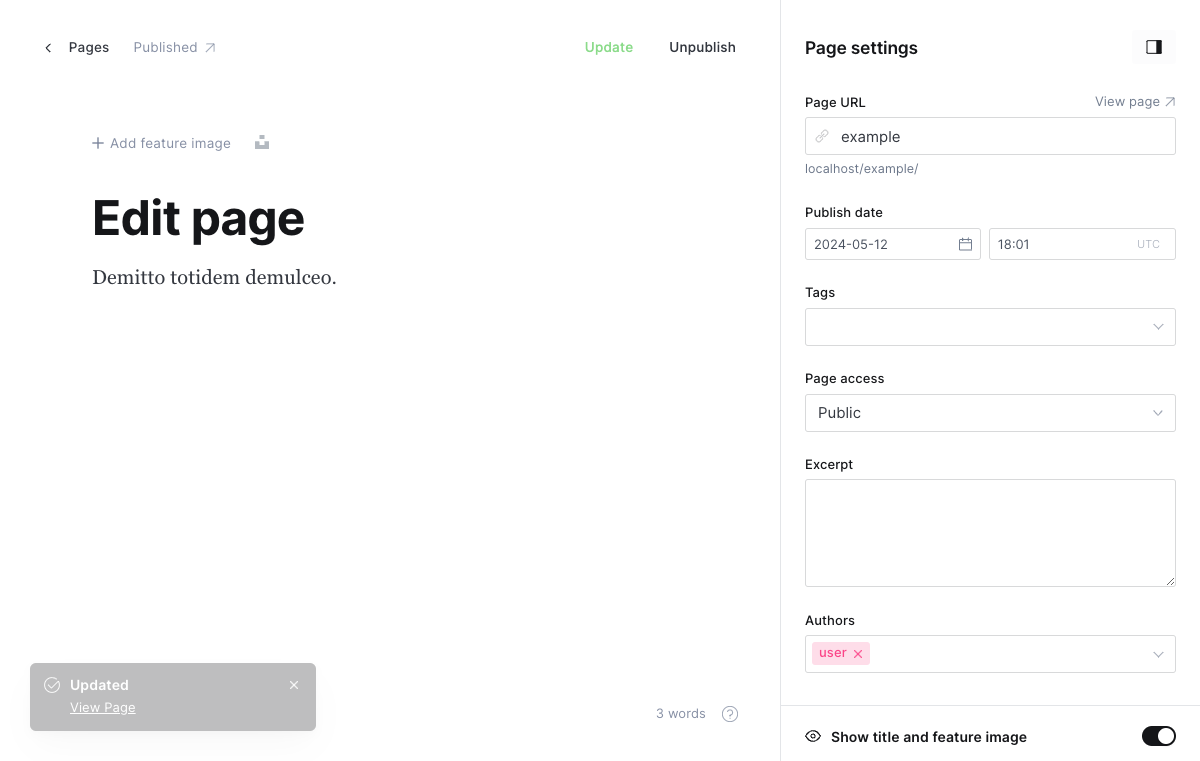 Pages Published Update Unpublish
Add feature image
Edit page
Demitto totidem demulceo.
Updated
View Page
3 words
Page settings
Page URL View page
example
localhost/example/
Publish date
2024-05-12 18:01 UTC
Tags
Page access
Public
Excerpt
Authors
user
Show title and feature image